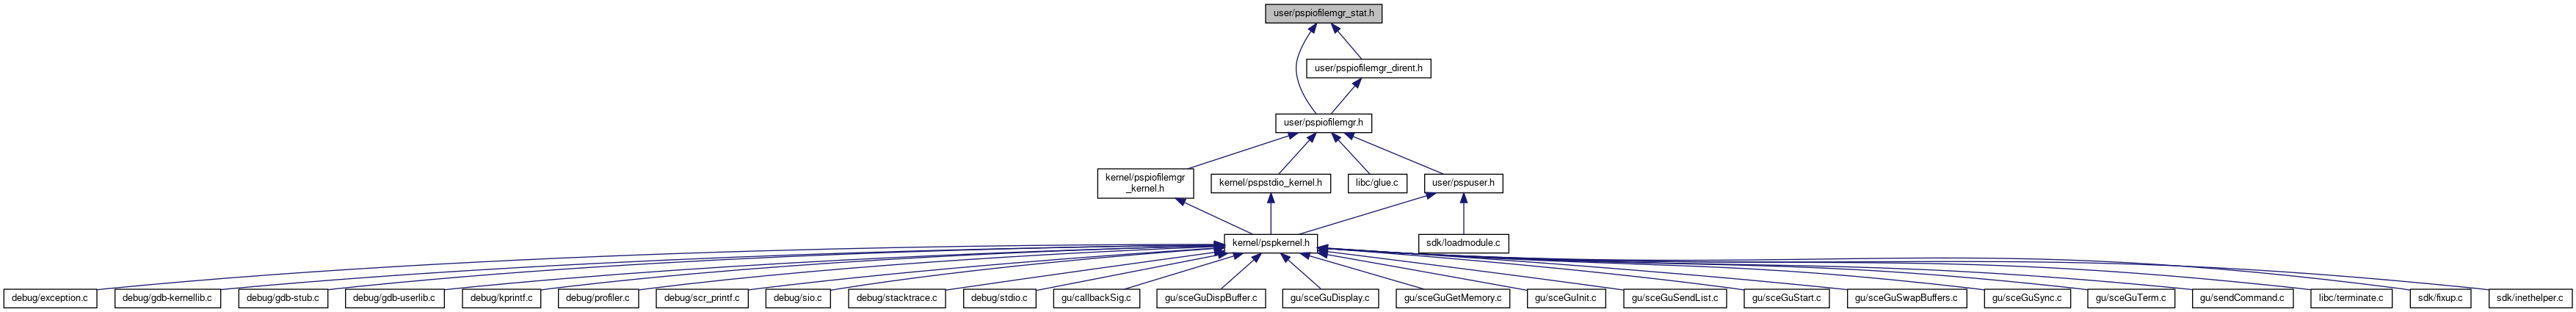 user/pspiofilemgr_stat.h
user/pspiofilemgr_dirent.h
user/pspiofilemgr.h
kernel/pspiofilemgr
_kernel.h
kernel/pspstdio_kernel.h
libc/glue.c
user/pspuser.h
kernel/pspkernel.h
sdk/loadmodule.c
debug/exception.c
debug/gdb-kernellib.c
debug/gdb-stub.c
debug/gdb-userlib.c
debug/kprintf.c
debug/profiler.c
debug/scr_printf.c
debug/sio.c
debug/stacktrace.c
debug/stdio.c
gu/callbackSig.c
gu/sceGuDispBuffer.c
gu/sceGuDisplay.c
gu/sceGuGetMemory.c
gu/sceGuInit.c
gu/sceGuSendList.c
gu/sceGuStart.c
gu/sceGuSwapBuffers.c
gu/sceGuSync.c
gu/sceGuTerm.c
gu/sendCommand.c
libc/terminate.c
sdk/fixup.c
sdk/inethelper.c